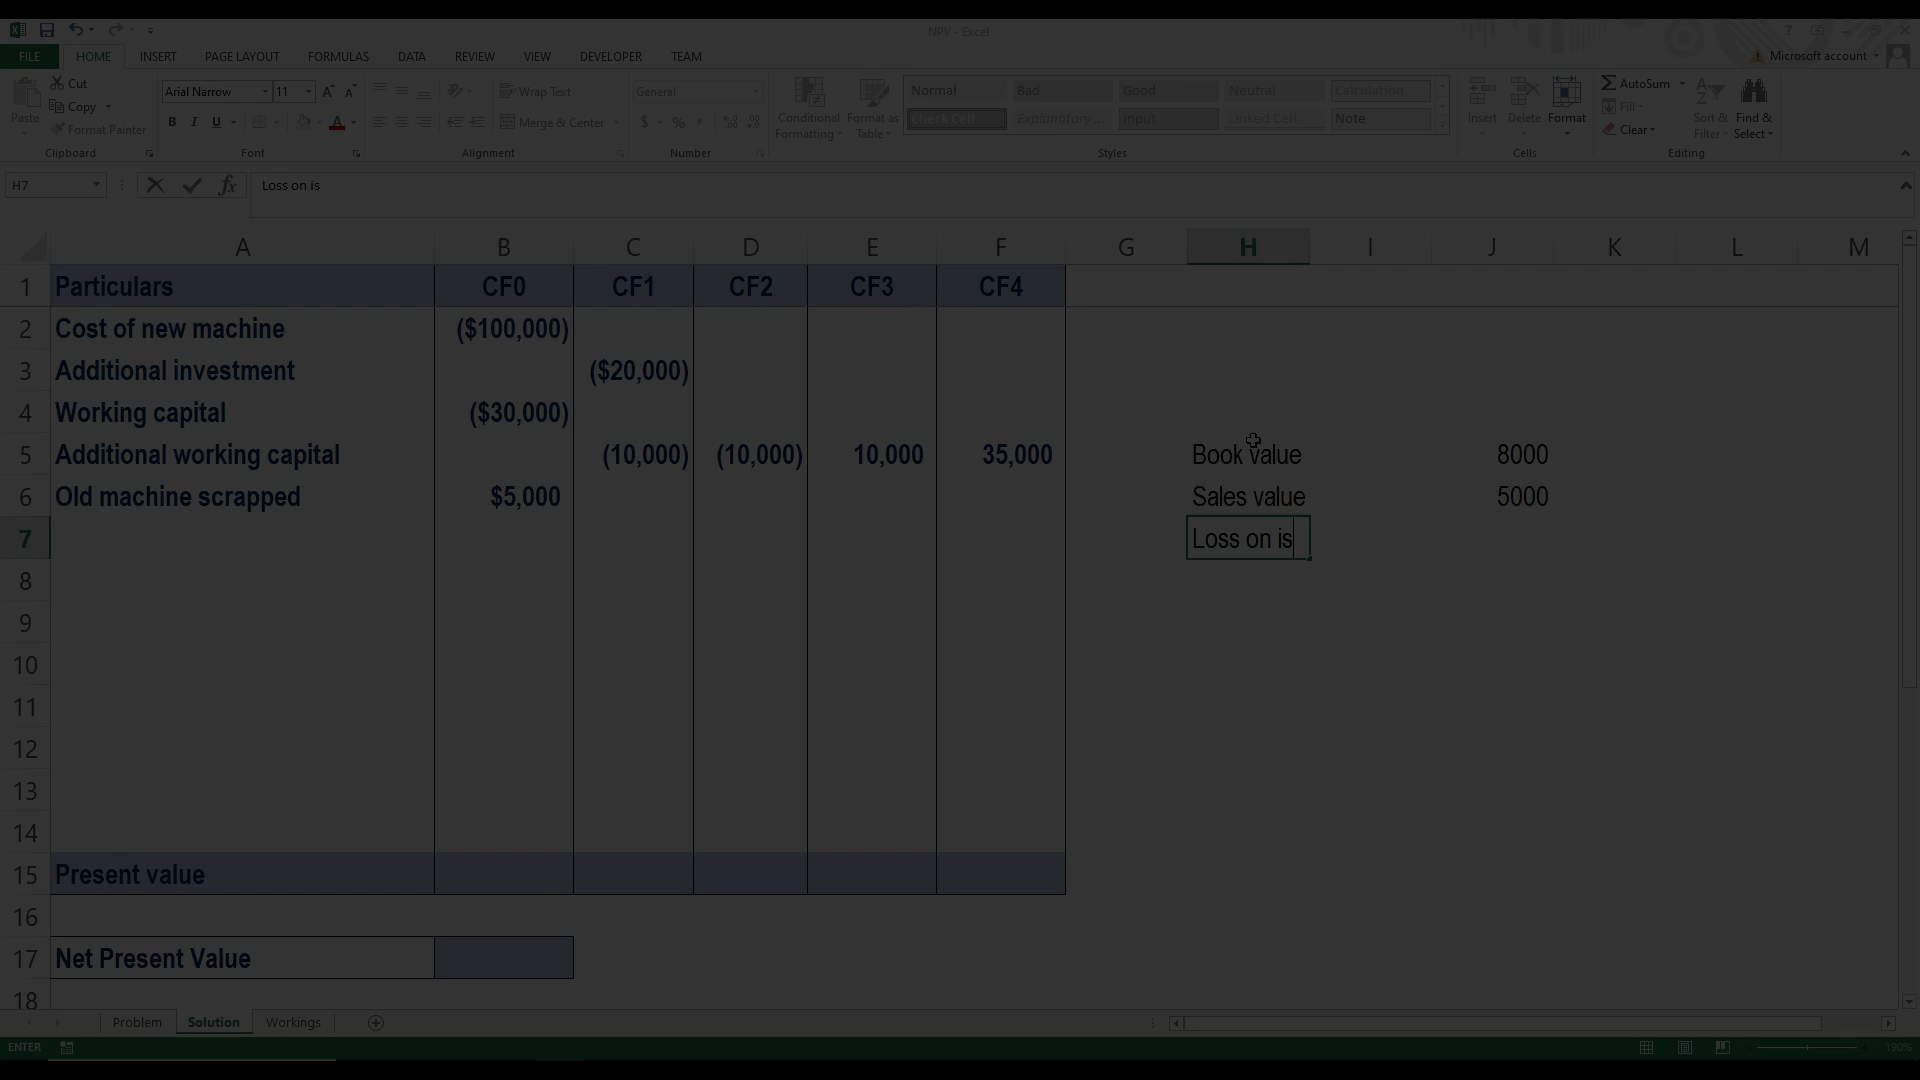 NPV - Excel
FILE HOME INSERT PAGE LAYOUT FORMULAS DATA REVIEW VIEW DEVELOPER TEAM Microsoft account
Paste
Cut
Copy
Format Painter
Clipboard
Arial Narrow 11
B I U
Font
Wrap Text
Merge & Center
Alignment
General
$ % ,
Number
Conditional
Formatting
Format as
Table
Normal Bad Good Neutral Calculation
Check Cell Explanatory ... Input Linked Cell Note
Styles
Insert Delete Format
Cells
AutoSum
Fill
Clear
Sort &
Filter
Find &
Select
Editing
H7 fx Loss on is
A B C D E F G H I J K L M
1 Particulars CF0 CF1 CF2 CF3 CF4
2 Cost of new machine ($100,000)
3 Additional investment ($20,000)
4 Working capital ($30,000)
5 Additional working capital (10,000) (10,000) 10,000 35,000 Book value 8000
6 Old machine scrapped $5,000 Sales value 5000
7 Loss on is
8
9
10
11
12
13
14
15 Present value
16
17 Net Present Value
18
Problem Solution Workings
ENTER 190%